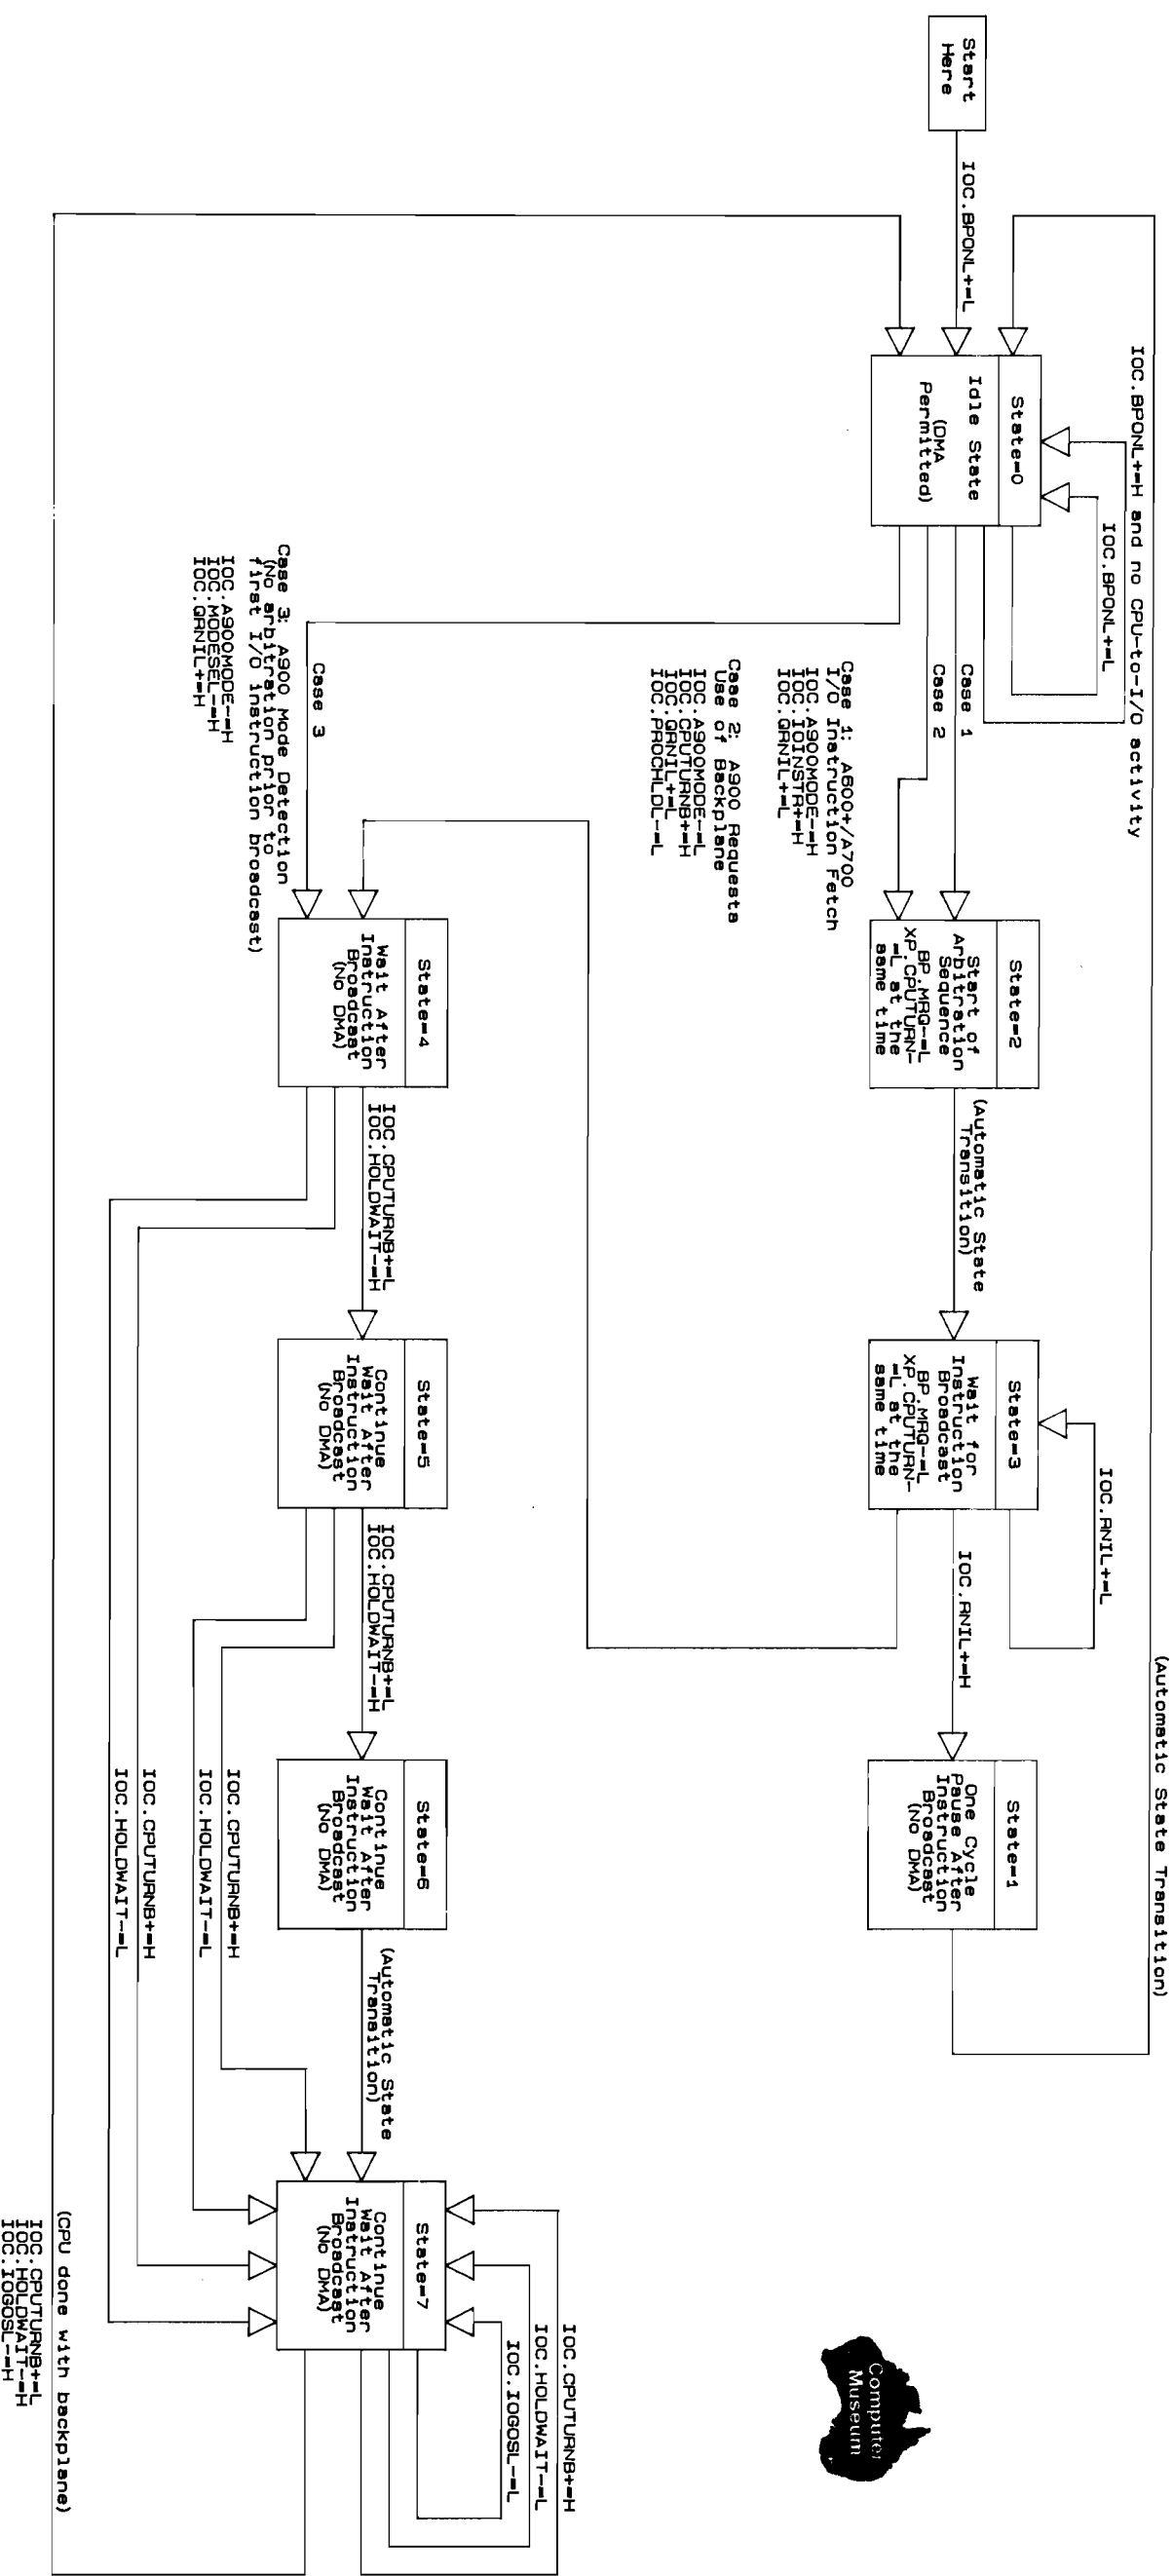 (Automatic State Transition)
IOC.BPONL+=H and no CPU-to-I/O activity
IOC.BPONL+=L
IOC.RNIL+=L
Start
Here
IOC.BPONL+=L
State=0
Idle State
(DMA
Permitted)
Case 1
Case 2
State=2
Start of
Arbitration
Sequence
BP.MRQ-=L
XP.CPUTURN-
=L at the
same time
(Automatic State
Transition)
State=3
Wait for
Instruction
Broadcast
BP.MRQ-=L
XP.CPUTURN-
=L at the
same time
IOC.RNIL+=H
State=1
One Cycle
Pause After
Instruction
Broadcast
(No DMA)
Case 1: A600+/A700
I/O Instruction Fetch
IOC.A900MODE-=H
IOC.IOINSTR+=H
IOC.QRNIL+=L
Case 2: A900 Requests
Use of Backplane
IOC.A900MODE-=L
IOC.CPUTURNB+=H
IOC.QRNIL+=L
IOC.PROCHLDL-=L
Computer
Museum
Case 3
Case 3: A900 Mode Detection
(No arbitration prior to
first I/O instruction broadcast)
IOC.A900MODE-=H
IOC.MODESEL-=H
IOC.QRNIL+=H
State=4
Wait After
Instruction
Broadcast
(No DMA)
IOC.CPUTURNB+=L
IOC.HOLDWAIT-=H
State=5
Continue
Wait After
Instruction
Broadcast
(No DMA)
IOC.CPUTURNB+=L
IOC.HOLDWAIT-=H
State=6
Continue
Wait After
Instruction
Broadcast
(No DMA)
(Automatic State
Transition)
State=7
Continue
Wait After
Instruction
Broadcast
(No DMA)
IOC.CPUTURNB+=H
IOC.HOLDWAIT-=L
IOC.IOGOSL-=L
IOC.CPUTURNB+=H
IOC.HOLDWAIT-=L
IOC.CPUTURNB+=H
IOC.HOLDWAIT-=L
(CPU done with backplane)
IOC.CPUTURNB+=L
IOC.HOLDWAIT-=H
IOC.IOGOSL-=H